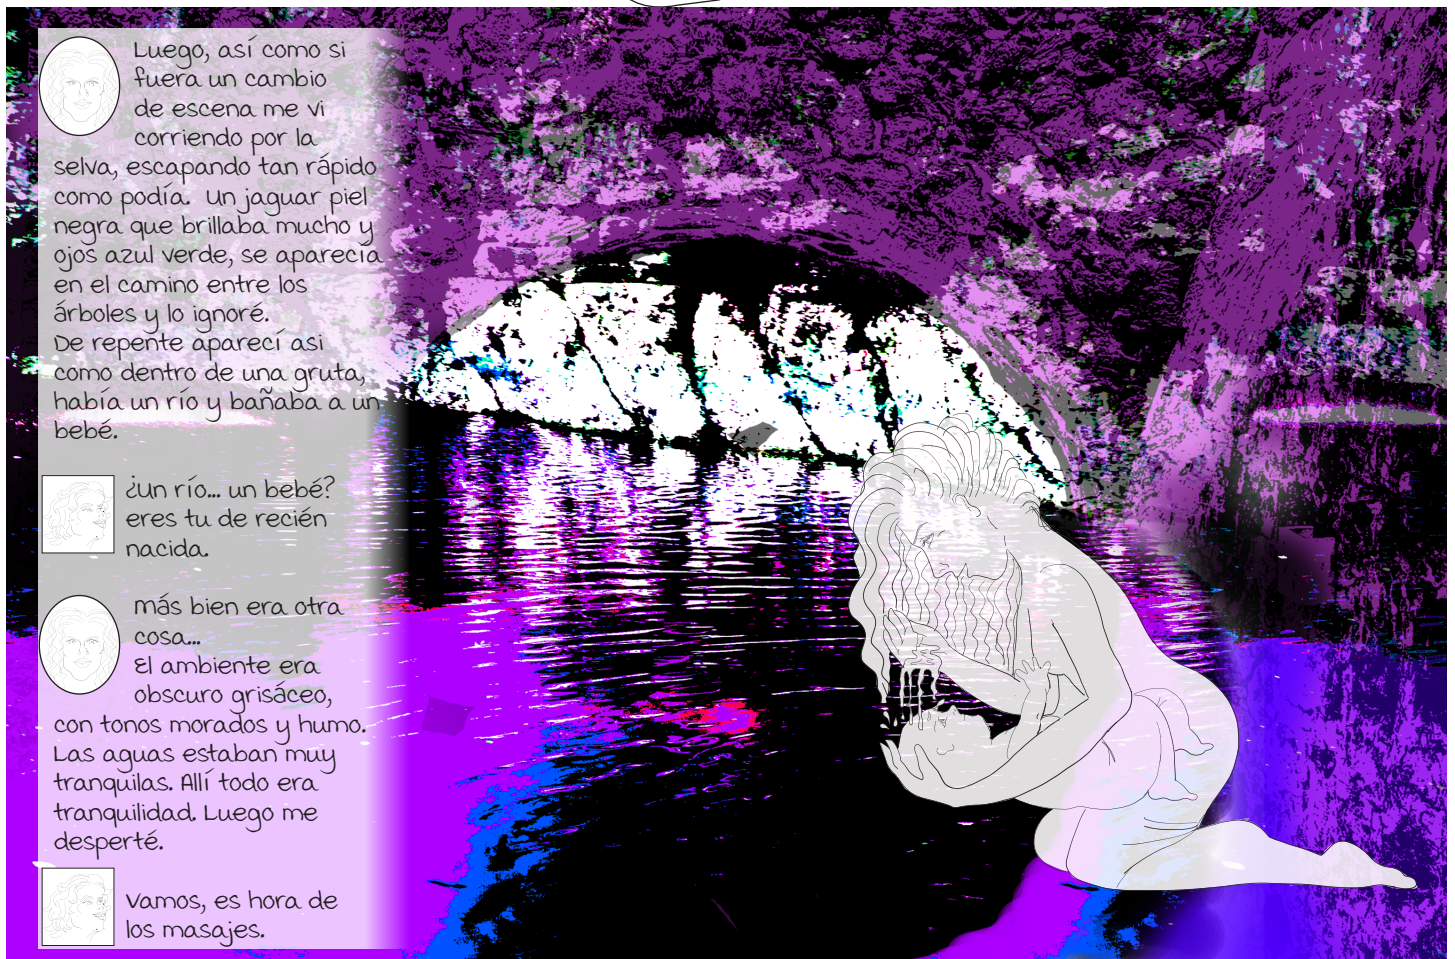 Luego, así como si
fuera un cambio
de escena me vi
corriendo por la
selva, escapando tan rápido
como podía. Un jaguar piel
negra que brillaba mucho y
ojos azul verde, se aparecía
en el camino entre los
árboles y lo ignoré.
De repente aparecí asi
como dentro de una gruta,
había un río y bañaba a un
bebé.
¿Un río... un bebé?
eres tu de recién
nacida.
más bien era otra
cosa...
El ambiente era
obscuro grisáceo,
con tonos morados y humo.
Las aguas estaban muy
tranquilas. Allí todo era
tranquilidad. Luego me
desperté.
Vamos, es hora de
los masajes.